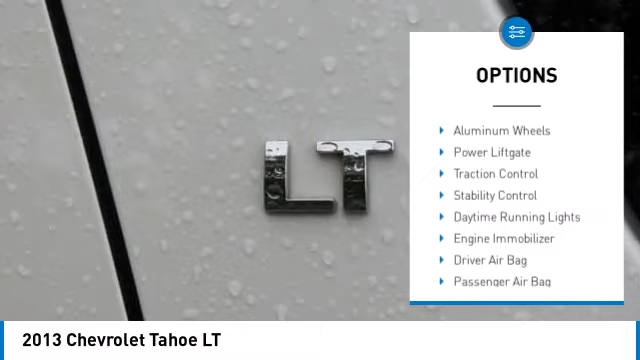 LT
OPTIONS
Aluminum Wheels
Power Liftgate
Traction Control
Stability Control
Daytime Running Lights
Engine Immobilizer
Driver Air Bag
Passenger Air Bag
2013 Chevrolet Tahoe LT